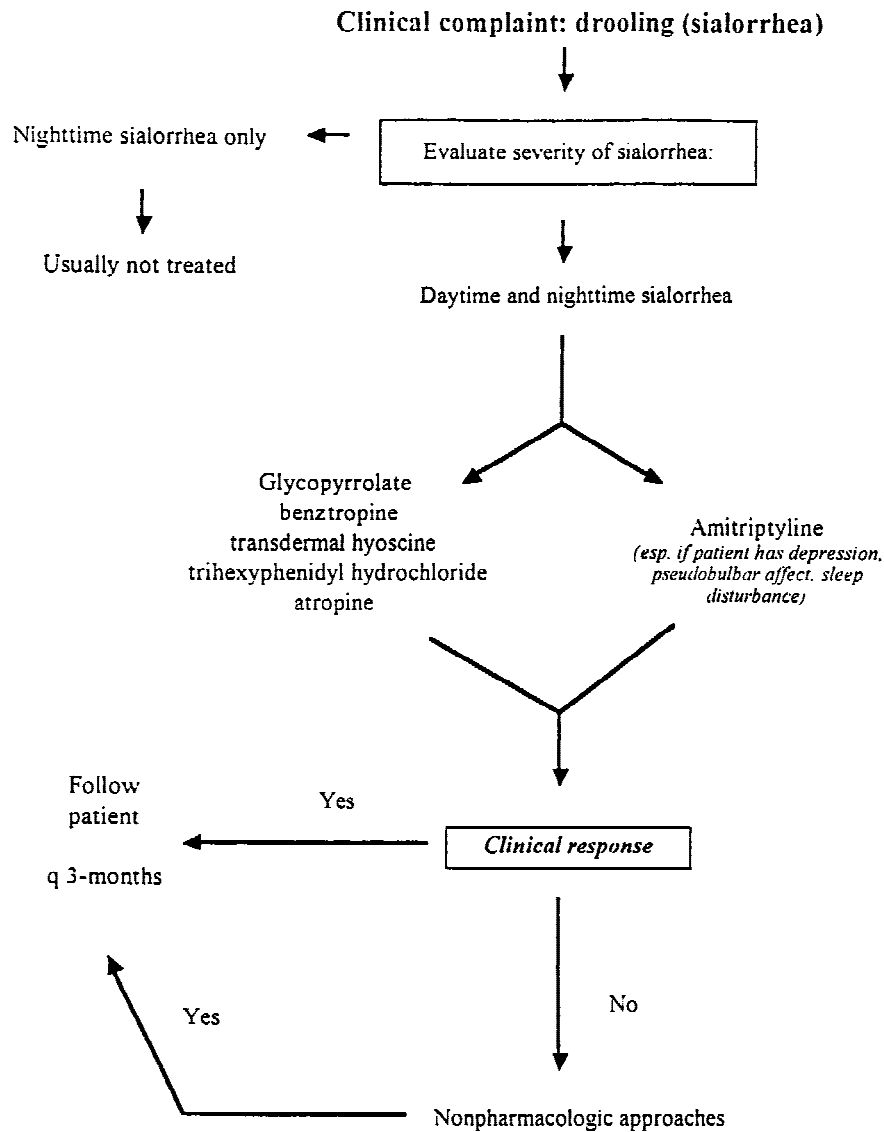 Clinical complaint: drooling (sialorrhea)
Nighttime sialorrhea only
Evaluate severity of sialorrhea:
Usually not treated
Daytime and nighttime sialorrhea
Glycopyrrolate
benztropine
transdermal hyoscine
trihexyphenidyl hydrochloride
atropine
Amitriptyline
(esp. if patient has depression,
pseudobulbar affect, sleep
disturbance)
Follow
patient
q 3-months
Yes
Clinical response
Yes
No
Nonpharmacologic approaches